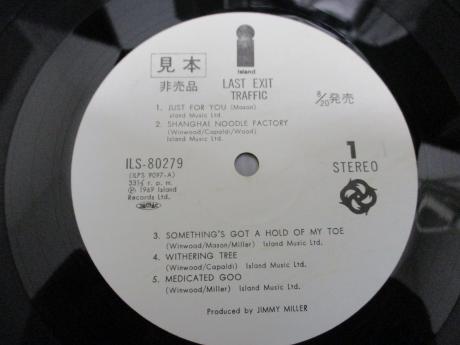 見本
非売品
i
Island
LAST EXIT
TRAFFIC
8/20発売
1. JUST FOR YOU (Mason)
sland Music Ltd.
2. SHANGHAI NOODLE FACTORY
(Winwood/Capaldi/Wood)
Island Music Ltd.
ILS-80279
(ILPS 9097-A)
33⅓ r. p. m.
Ⓟ 1969 Island
Records Ltd.
1
STEREO
3. SOMETHING'S GOT A HOLD OF MY TOE
(Winwood/Mason/Miller) Island Music Ltd.
4. WITHERING TREE
(Winwood/Capaldi) Island Music Ltd.
5. MEDICATED GOO
(Winwood/Miller) Island Music Ltd.
Produced by JIMMY MILLER